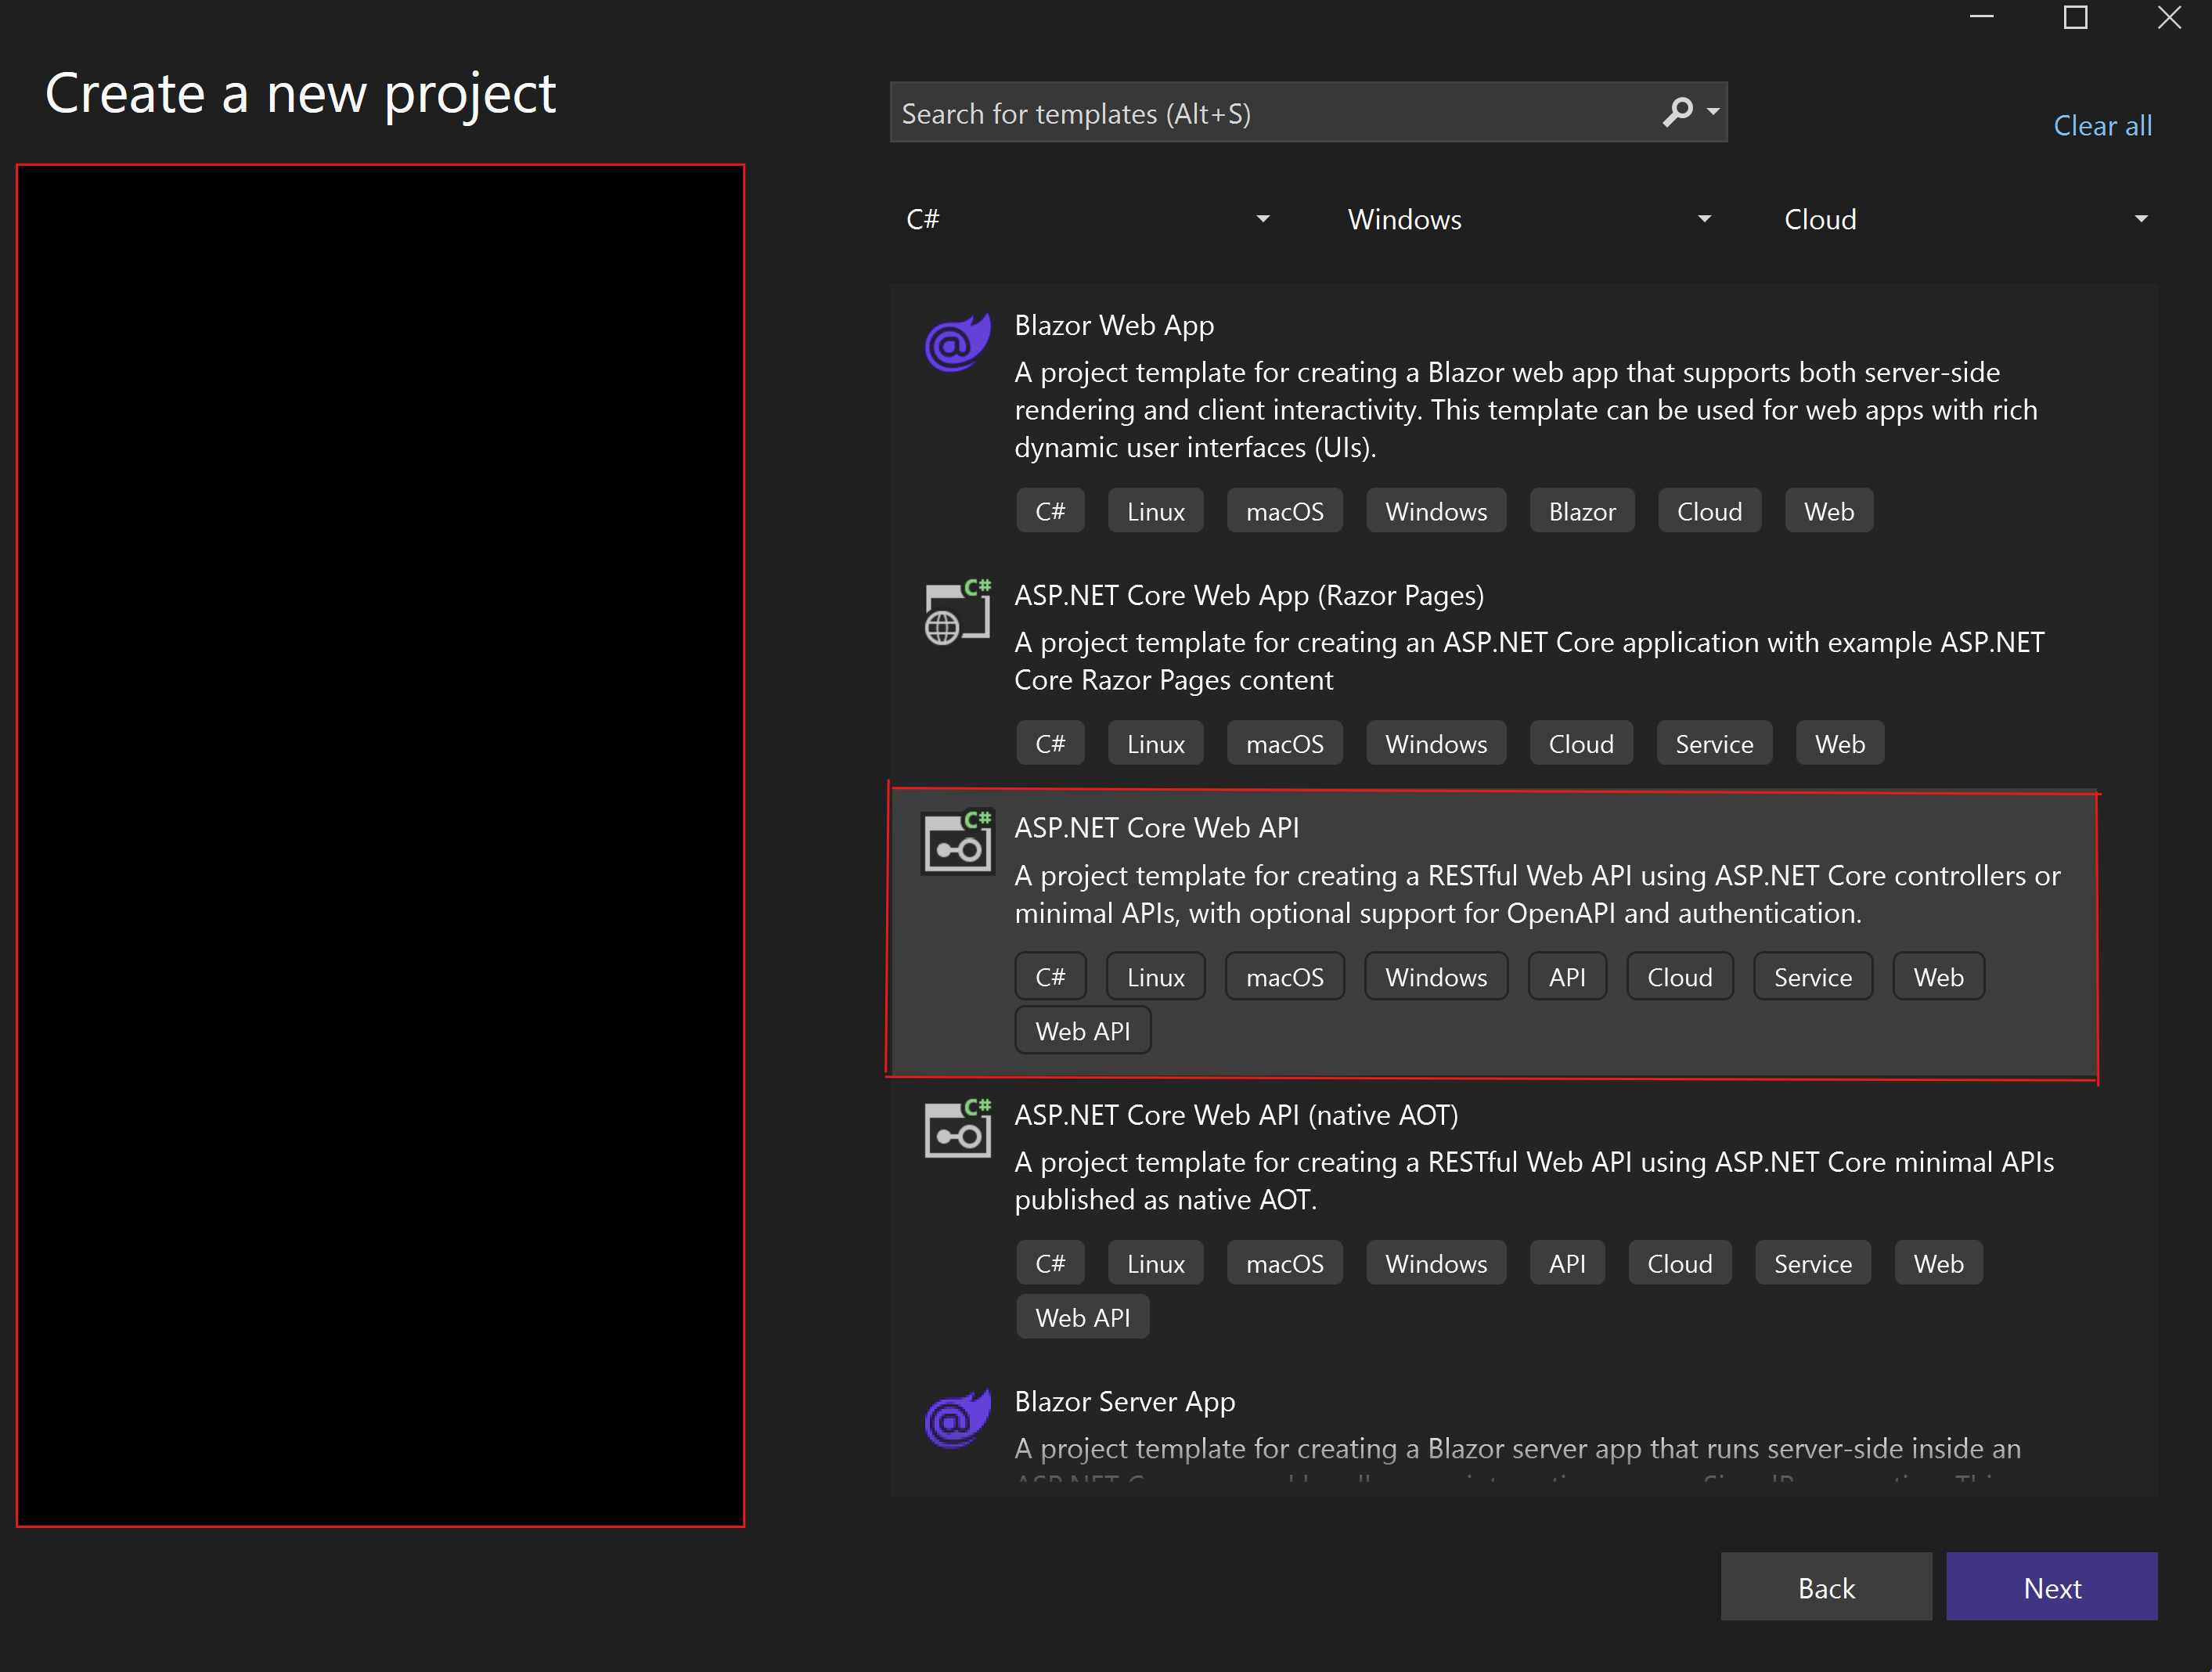 Create a new project
Search for templates (Alt+S)
Clear all
C# Windows Cloud
Blazor Web App
A project template for creating a Blazor web app that supports both server-side
rendering and client interactivity. This template can be used for web apps with rich
dynamic user interfaces (UIs).
C# Linux macOS Windows Blazor Cloud Web
C#
ASP.NET Core Web App (Razor Pages)
A project template for creating an ASP.NET Core application with example ASP.NET
Core Razor Pages content
C# Linux macOS Windows Cloud Service Web
C#
ASP.NET Core Web API
A project template for creating a RESTful Web API using ASP.NET Core controllers or
minimal APIs, with optional support for OpenAPI and authentication.
C# Linux macOS Windows API Cloud Service Web
Web API
C#
ASP.NET Core Web API (native AOT)
A project template for creating a RESTful Web API using ASP.NET Core minimal APIs
published as native AOT.
C# Linux macOS Windows API Cloud Service Web
Web API
Blazor Server App
A project template for creating a Blazor server app that runs server-side inside an
Back Next